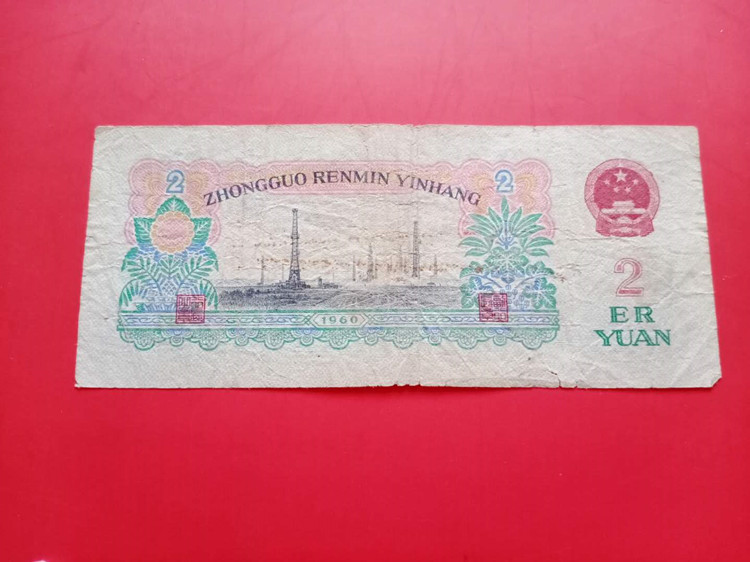 2
2
ZHONGGUO RENMIN YINHANG
2
ER
YUAN
1960